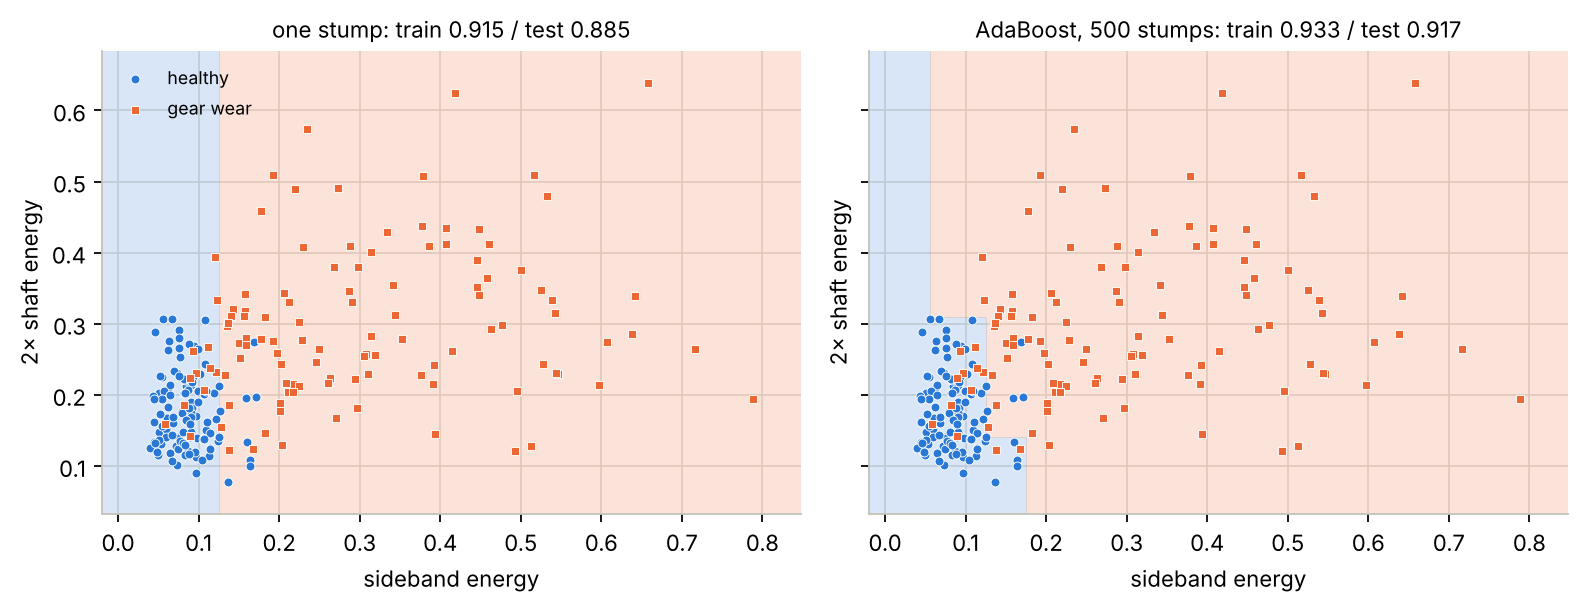 one stump: train 0.915 / test 0.885
healthy
gear wear
2× shaft energy
0.6
0.5
0.4
0.3
0.2
0.1
0.0 0.1 0.2 0.3 0.4 0.5 0.6 0.7 0.8
sideband energy
AdaBoost, 500 stumps: train 0.933 / test 0.917
2× shaft energy
0.0 0.1 0.2 0.3 0.4 0.5 0.6 0.7 0.8
sideband energy